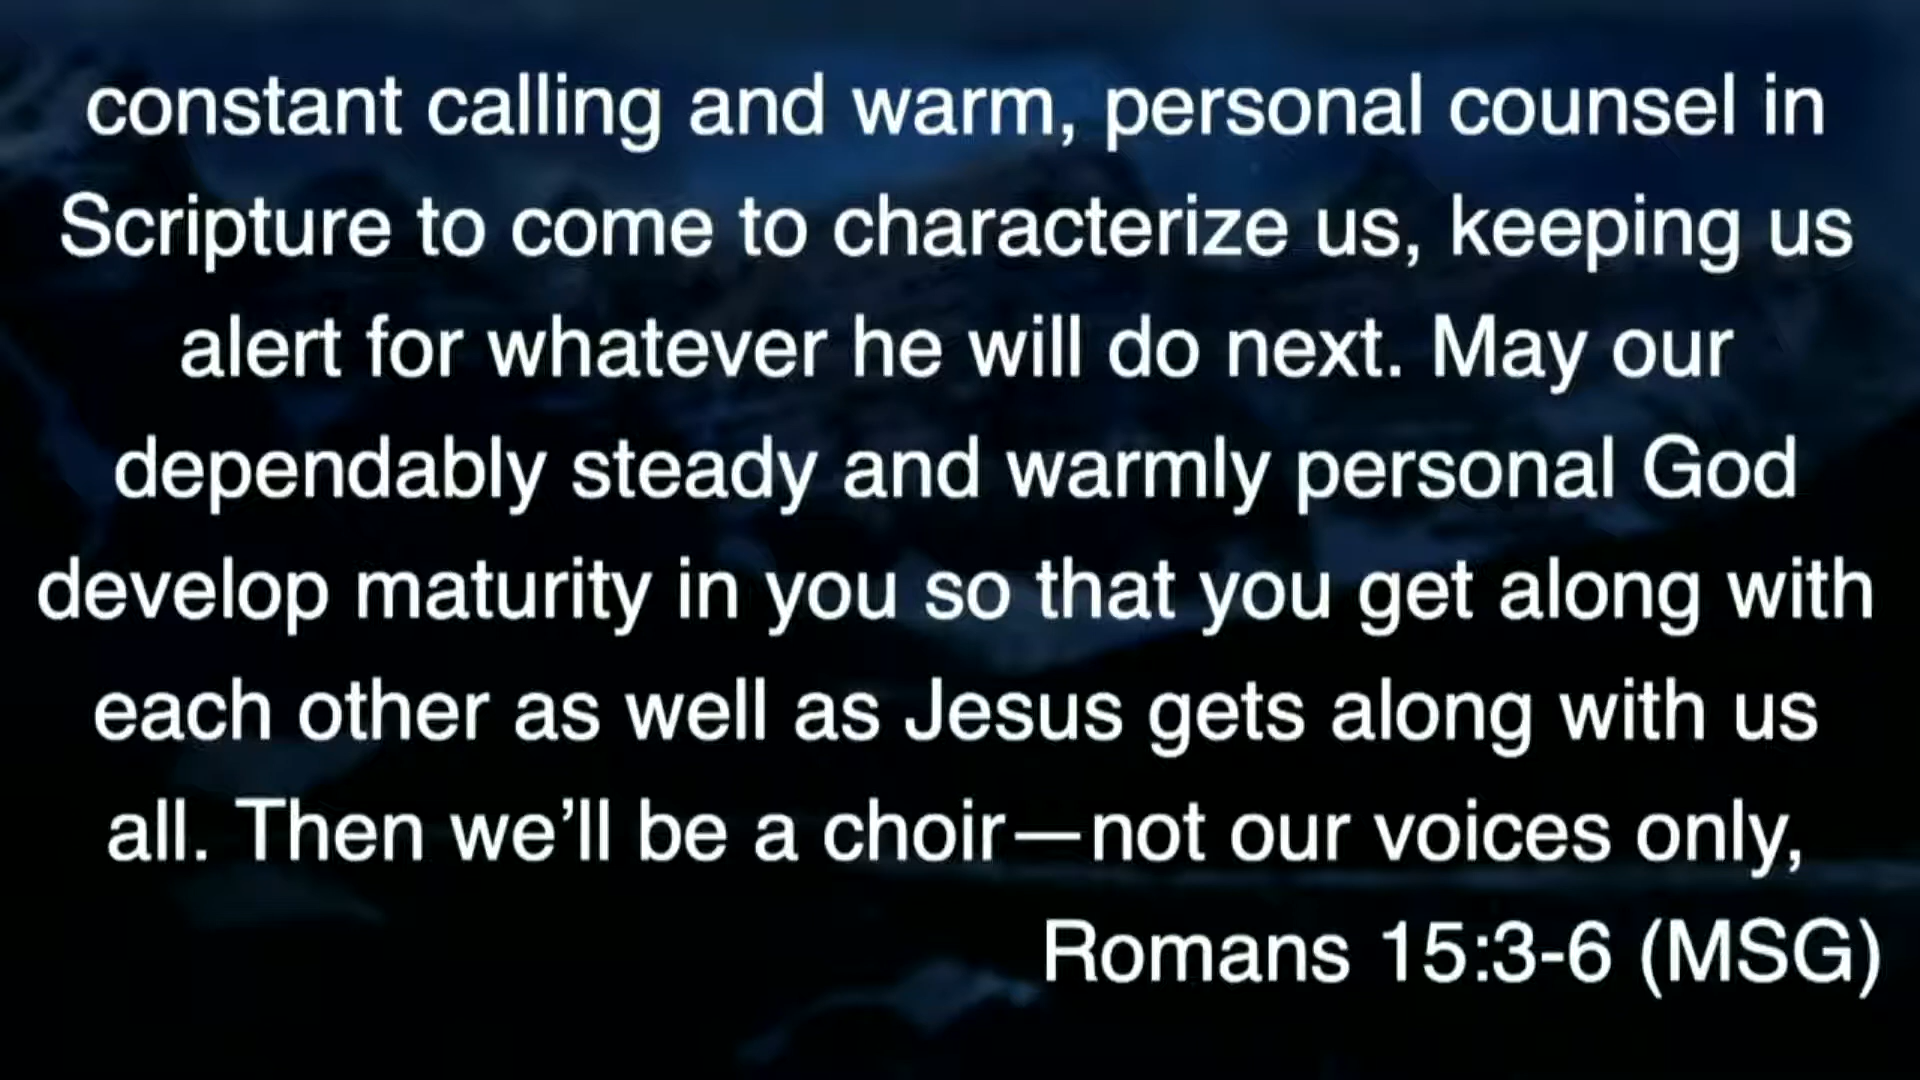 constant calling and warm, personal counsel in
Scripture to come to characterize us, keeping us
alert for whatever he will do next. May our
dependably steady and warmly personal God
develop maturity in you so that you get along with
each other as well as Jesus gets along with us
all. Then we’ll be a choir—not our voices only,
Romans 15:3-6 (MSG)